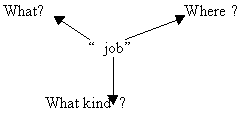 What?
Where ?
“ job”
What kind ?